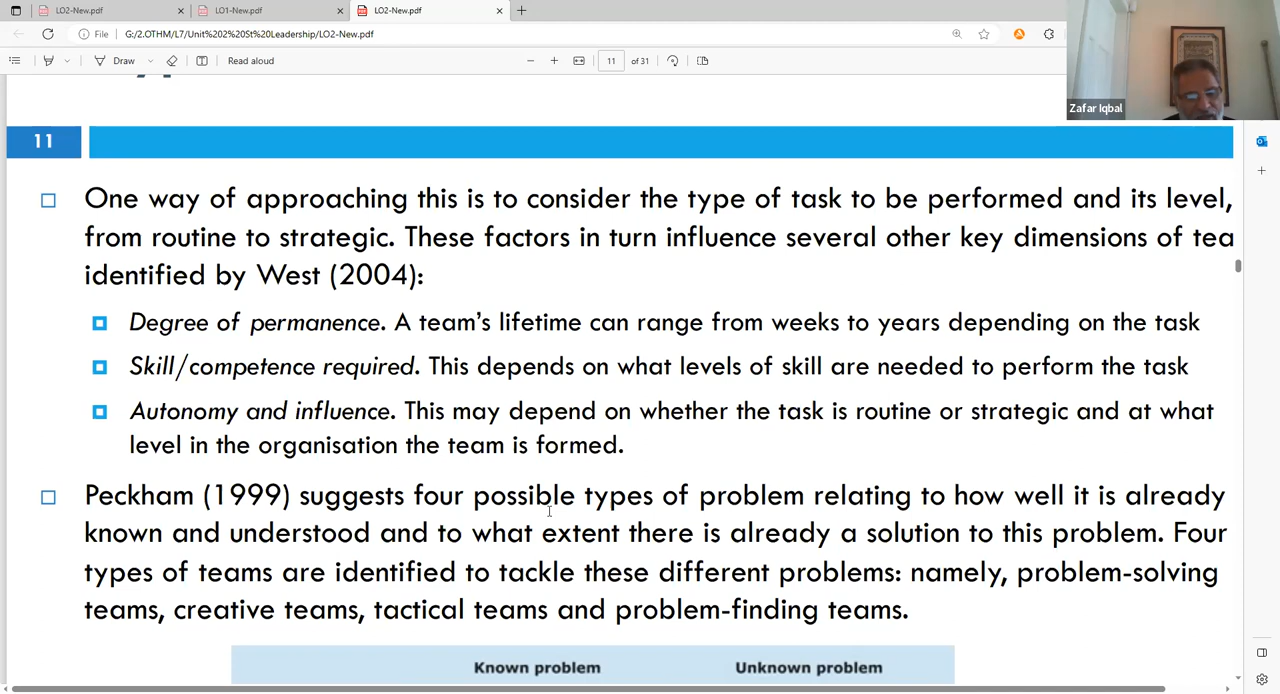 LO2-New.pdf
LO1-New.pdf
LO2-New.pdf
File
G:/2.OTHM/L7/Unit%202%20St%20Leadership/LO2-New.pdf
Draw
Read aloud
11
of 31
Zafar Iqbal
11
One way of approaching this is to consider the type of task to be performed and its level,
from routine to strategic. These factors in turn influence several other key dimensions of tea
identified by West (2004):
Degree of permanence. A team's lifetime can range from weeks to years depending on the task
Skill/competence required. This depends on what levels of skill are needed to perform the task
Autonomy and influence. This may depend on whether the task is routine or strategic and at what
level in the organisation the team is formed.
Peckham (1999) suggests four possible types of problem relating to how well it is already
known and understood and to what extent there is already a solution to this problem. Four
types of teams are identified to tackle these different problems: namely, problem-solving
teams, creative teams, tactical teams and problem-finding teams.
Known problem
Unknown problem